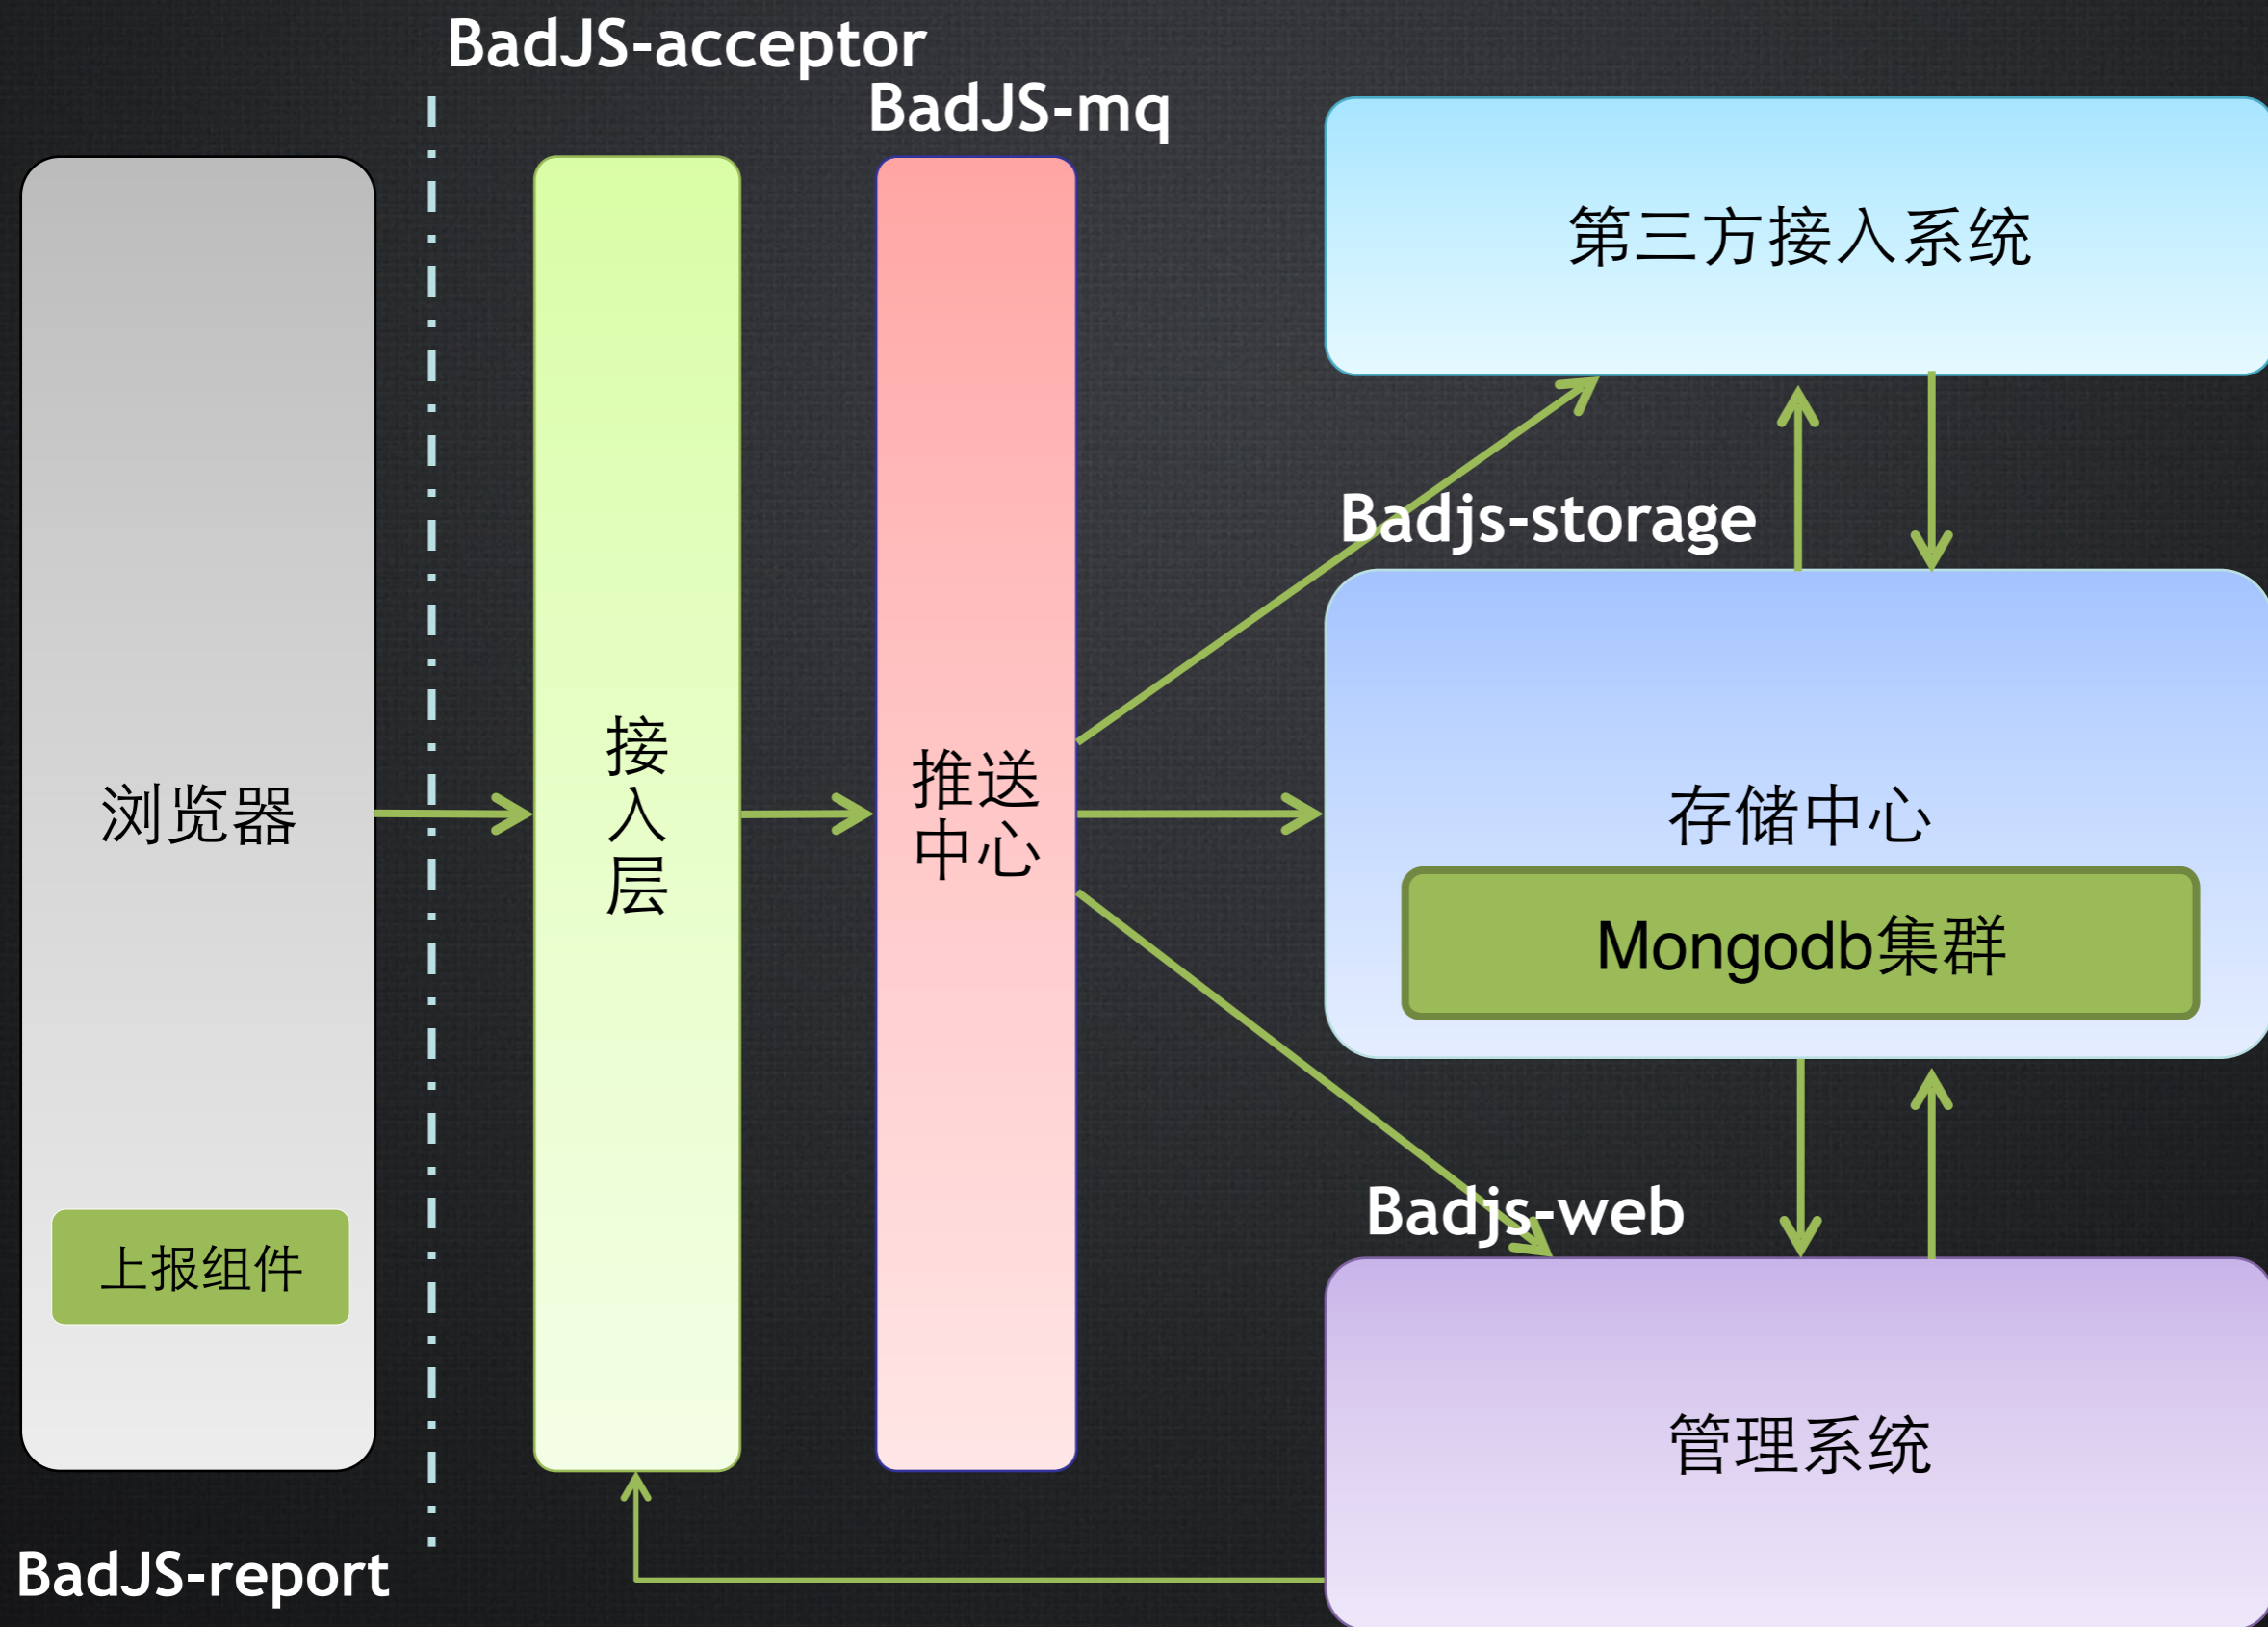 BadJS-acceptor
BadJS-mq
第三方接入系统
Badjs-storage
浏览器
接
入
层
推送
中心
存储中心
Mongodb集群
上报组件
Badjs-web
管理系统
BadJS-report